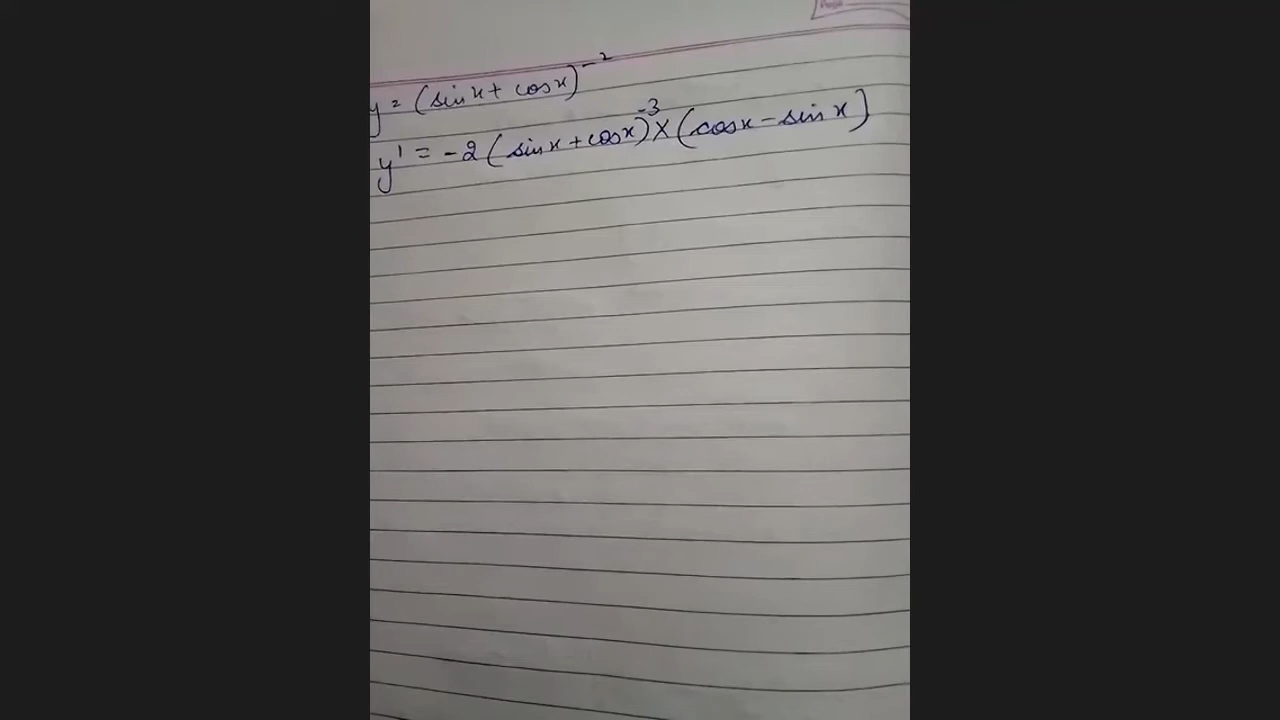 y = (sin x + cos x)^-2
y' = -2 (sin x + cos x)^-3 × (cos x - sin x)